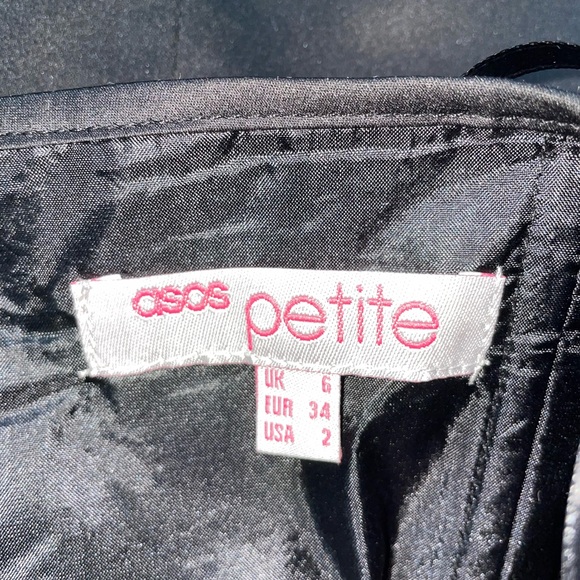 asos petite
UK 6
EUR 34
USA 2